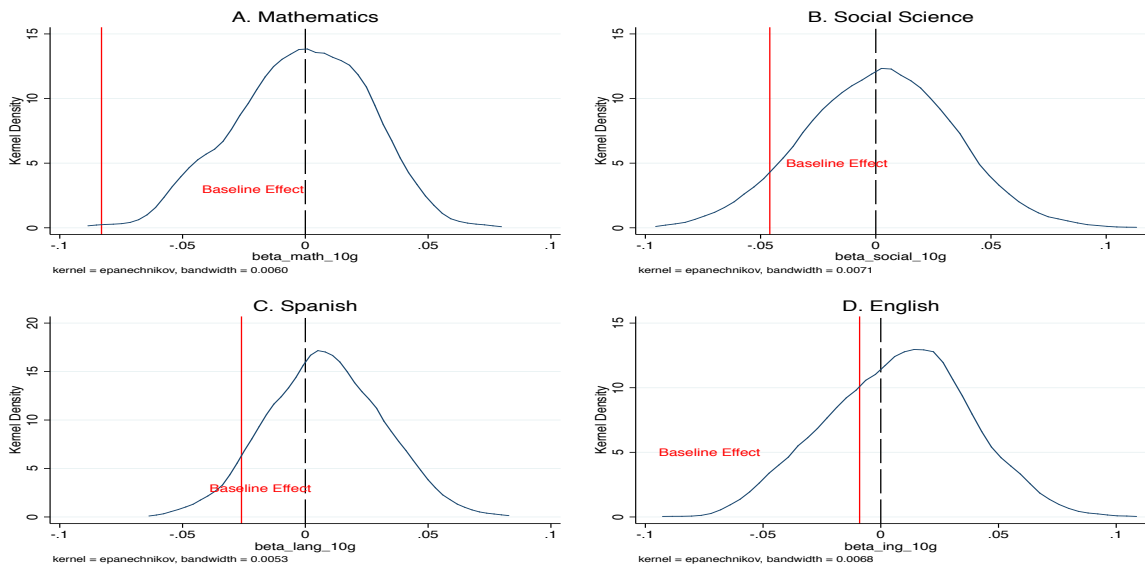 A. Mathematics
Kernel Density
15
10
5
0
Baseline Effect
-.1 -.05 0 .05 .1
beta_math_10g
kernel = epanechnikov, bandwidth = 0.0060
B. Social Science
Kernel Density
15
10
5
0
Baseline Effect
-.1 -.05 0 .05 .1
beta_social_10g
kernel = epanechnikov, bandwidth = 0.0071
C. Spanish
Kernel Density
20
15
10
5
0
Baseline Effect
-.1 -.05 0 .05 .1
beta_lang_10g
kernel = epanechnikov, bandwidth = 0.0053
D. English
Kernel Density
15
10
5
0
Baseline Effect
-.1 -.05 0 .05 .1
beta_ing_10g
kernel = epanechnikov, bandwidth = 0.0068